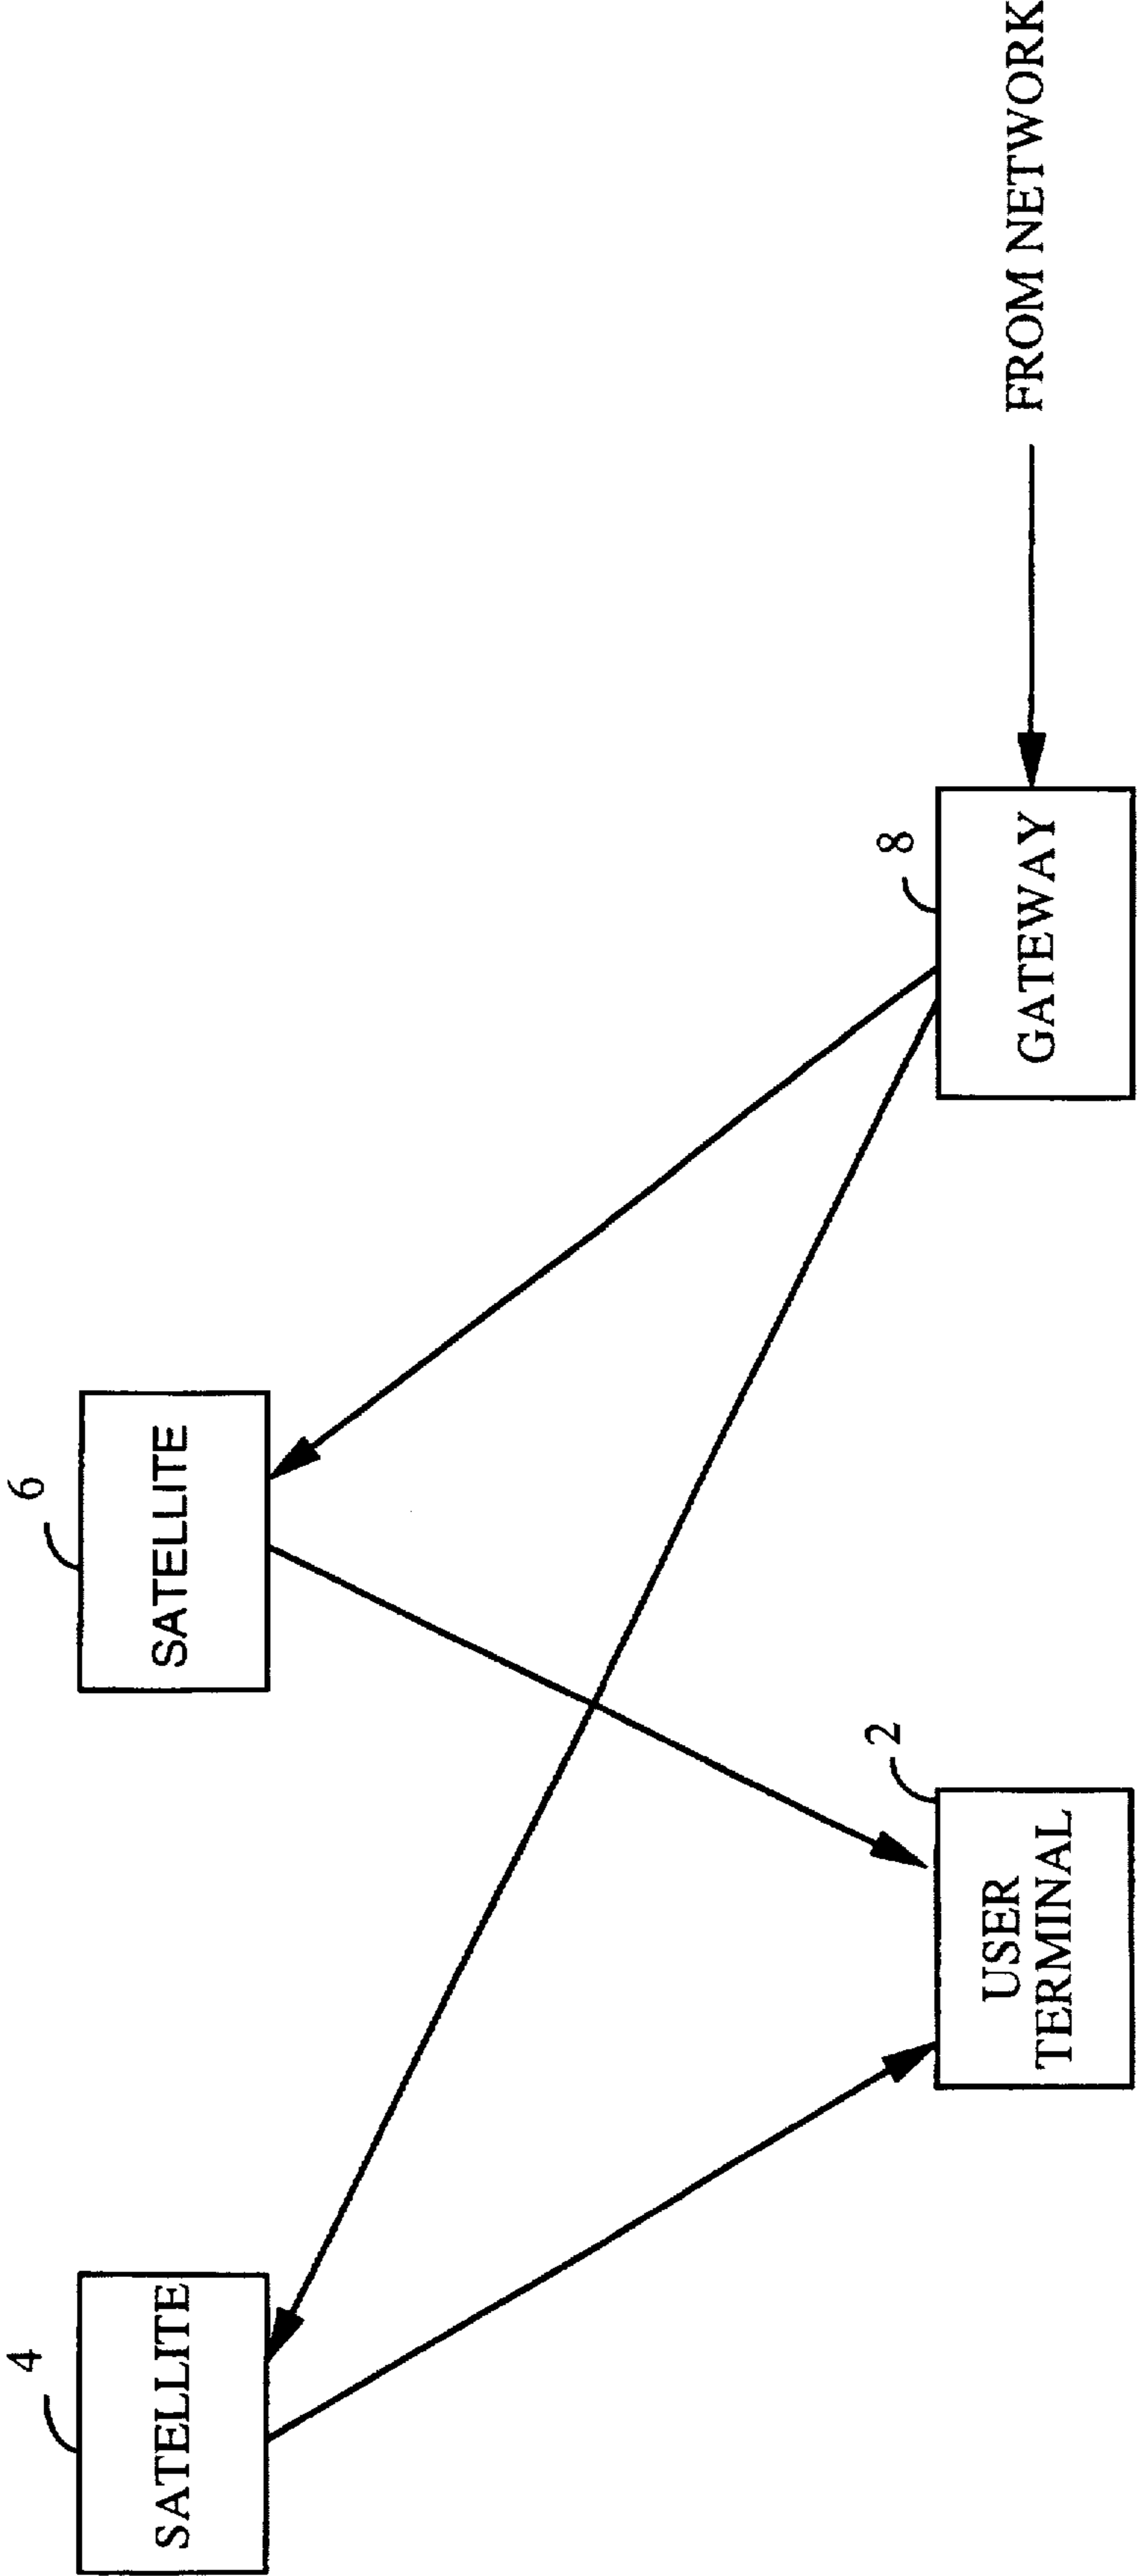 4
SATELLITE
6
SATELLITE
2
USER
TERMINAL
8
GATEWAY
FROM NETWORK